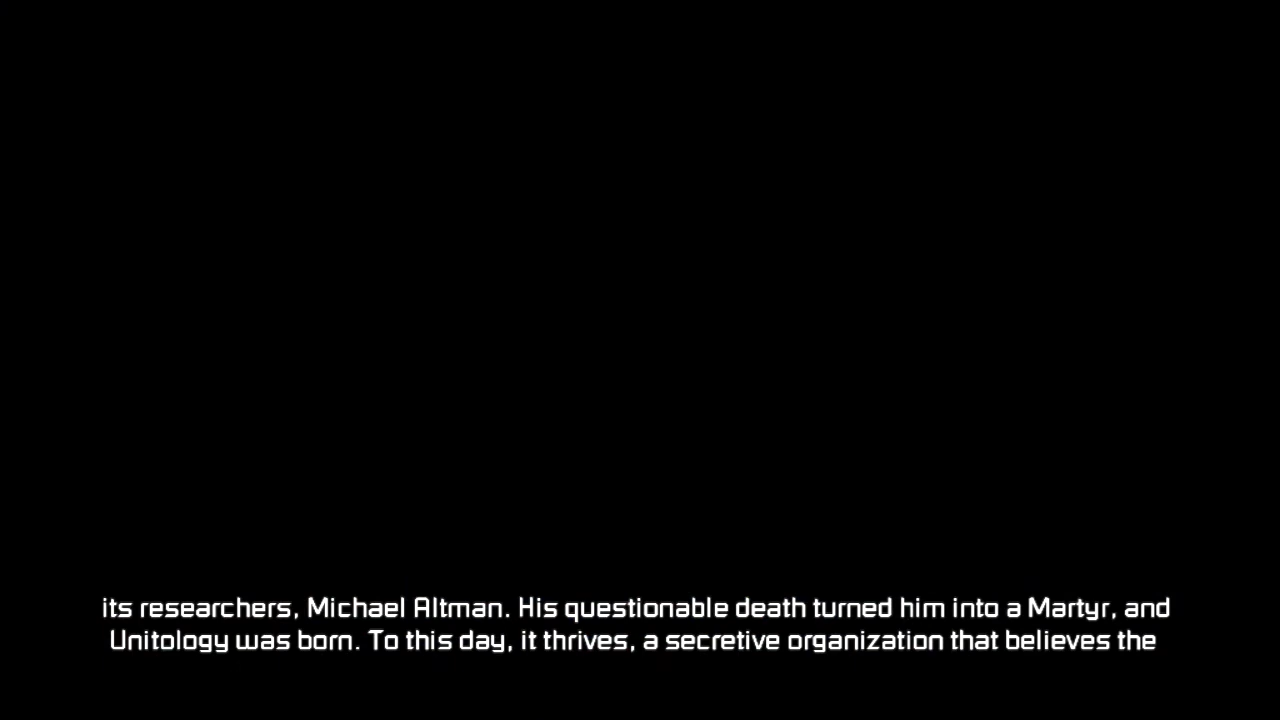 its researchers, Michael Altman. His questionable death turned him into a Martyr, and
Unitology was born. To this day, it thrives, a secretive organization that believes the